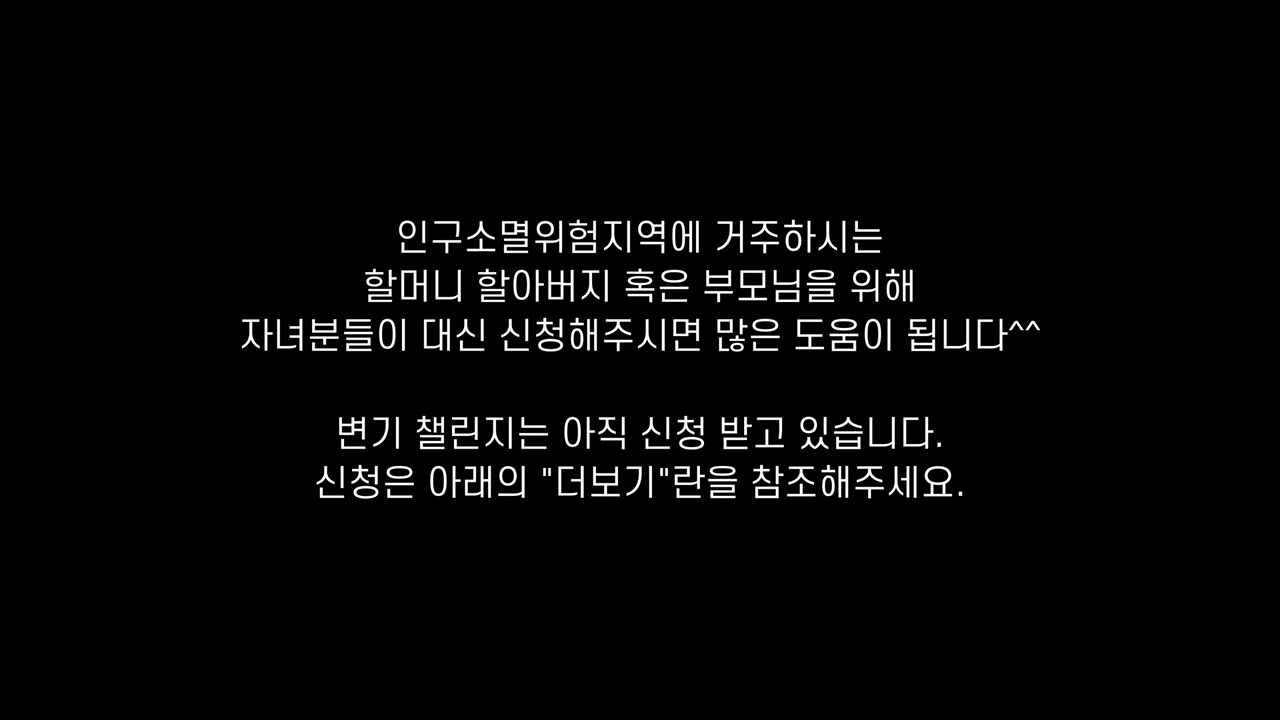 인구소멸위험지역에 거주하시는
할머니 할아버지 혹은 부모님을 위해
자녀분들이 대신 신청해주시면 많은 도움이 됩니다^^
변기 챌린지는 아직 신청 받고 있습니다.
신청은 아래의 "더보기"란을 참조해주세요.